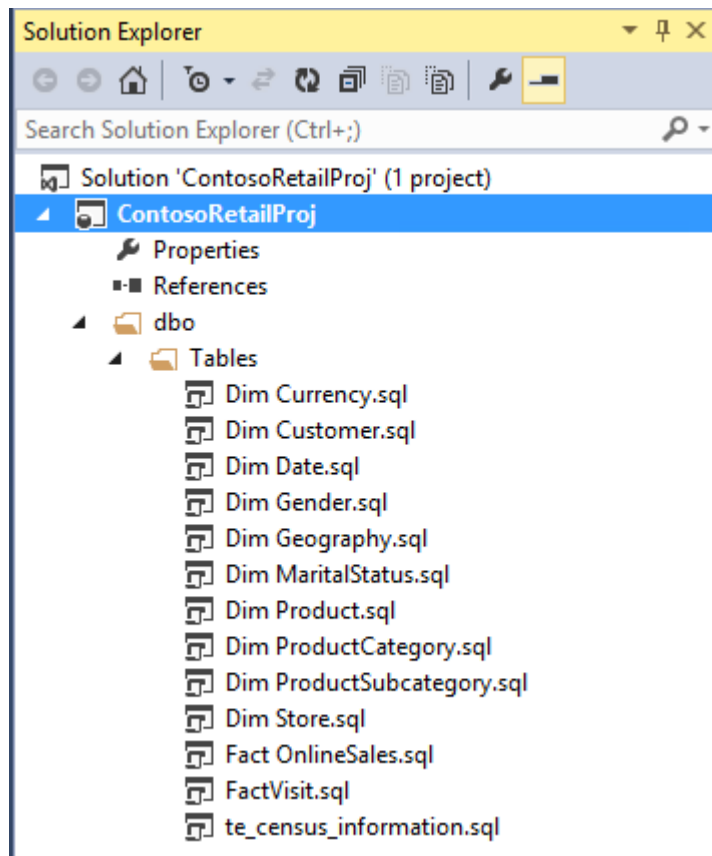 Solution Explorer
Search Solution Explorer (Ctrl+;)
Solution 'ContosoRetailProj' (1 project)
ContosoRetailProj
Properties
References
dbo
Tables
Dim Currency.sql
Dim Customer.sql
Dim Date.sql
Dim Gender.sql
Dim Geography.sql
Dim MaritalStatus.sql
Dim Product.sql
Dim ProductCategory.sql
Dim ProductSubcategory.sql
Dim Store.sql
Fact OnlineSales.sql
FactVisit.sql
te_census_information.sql